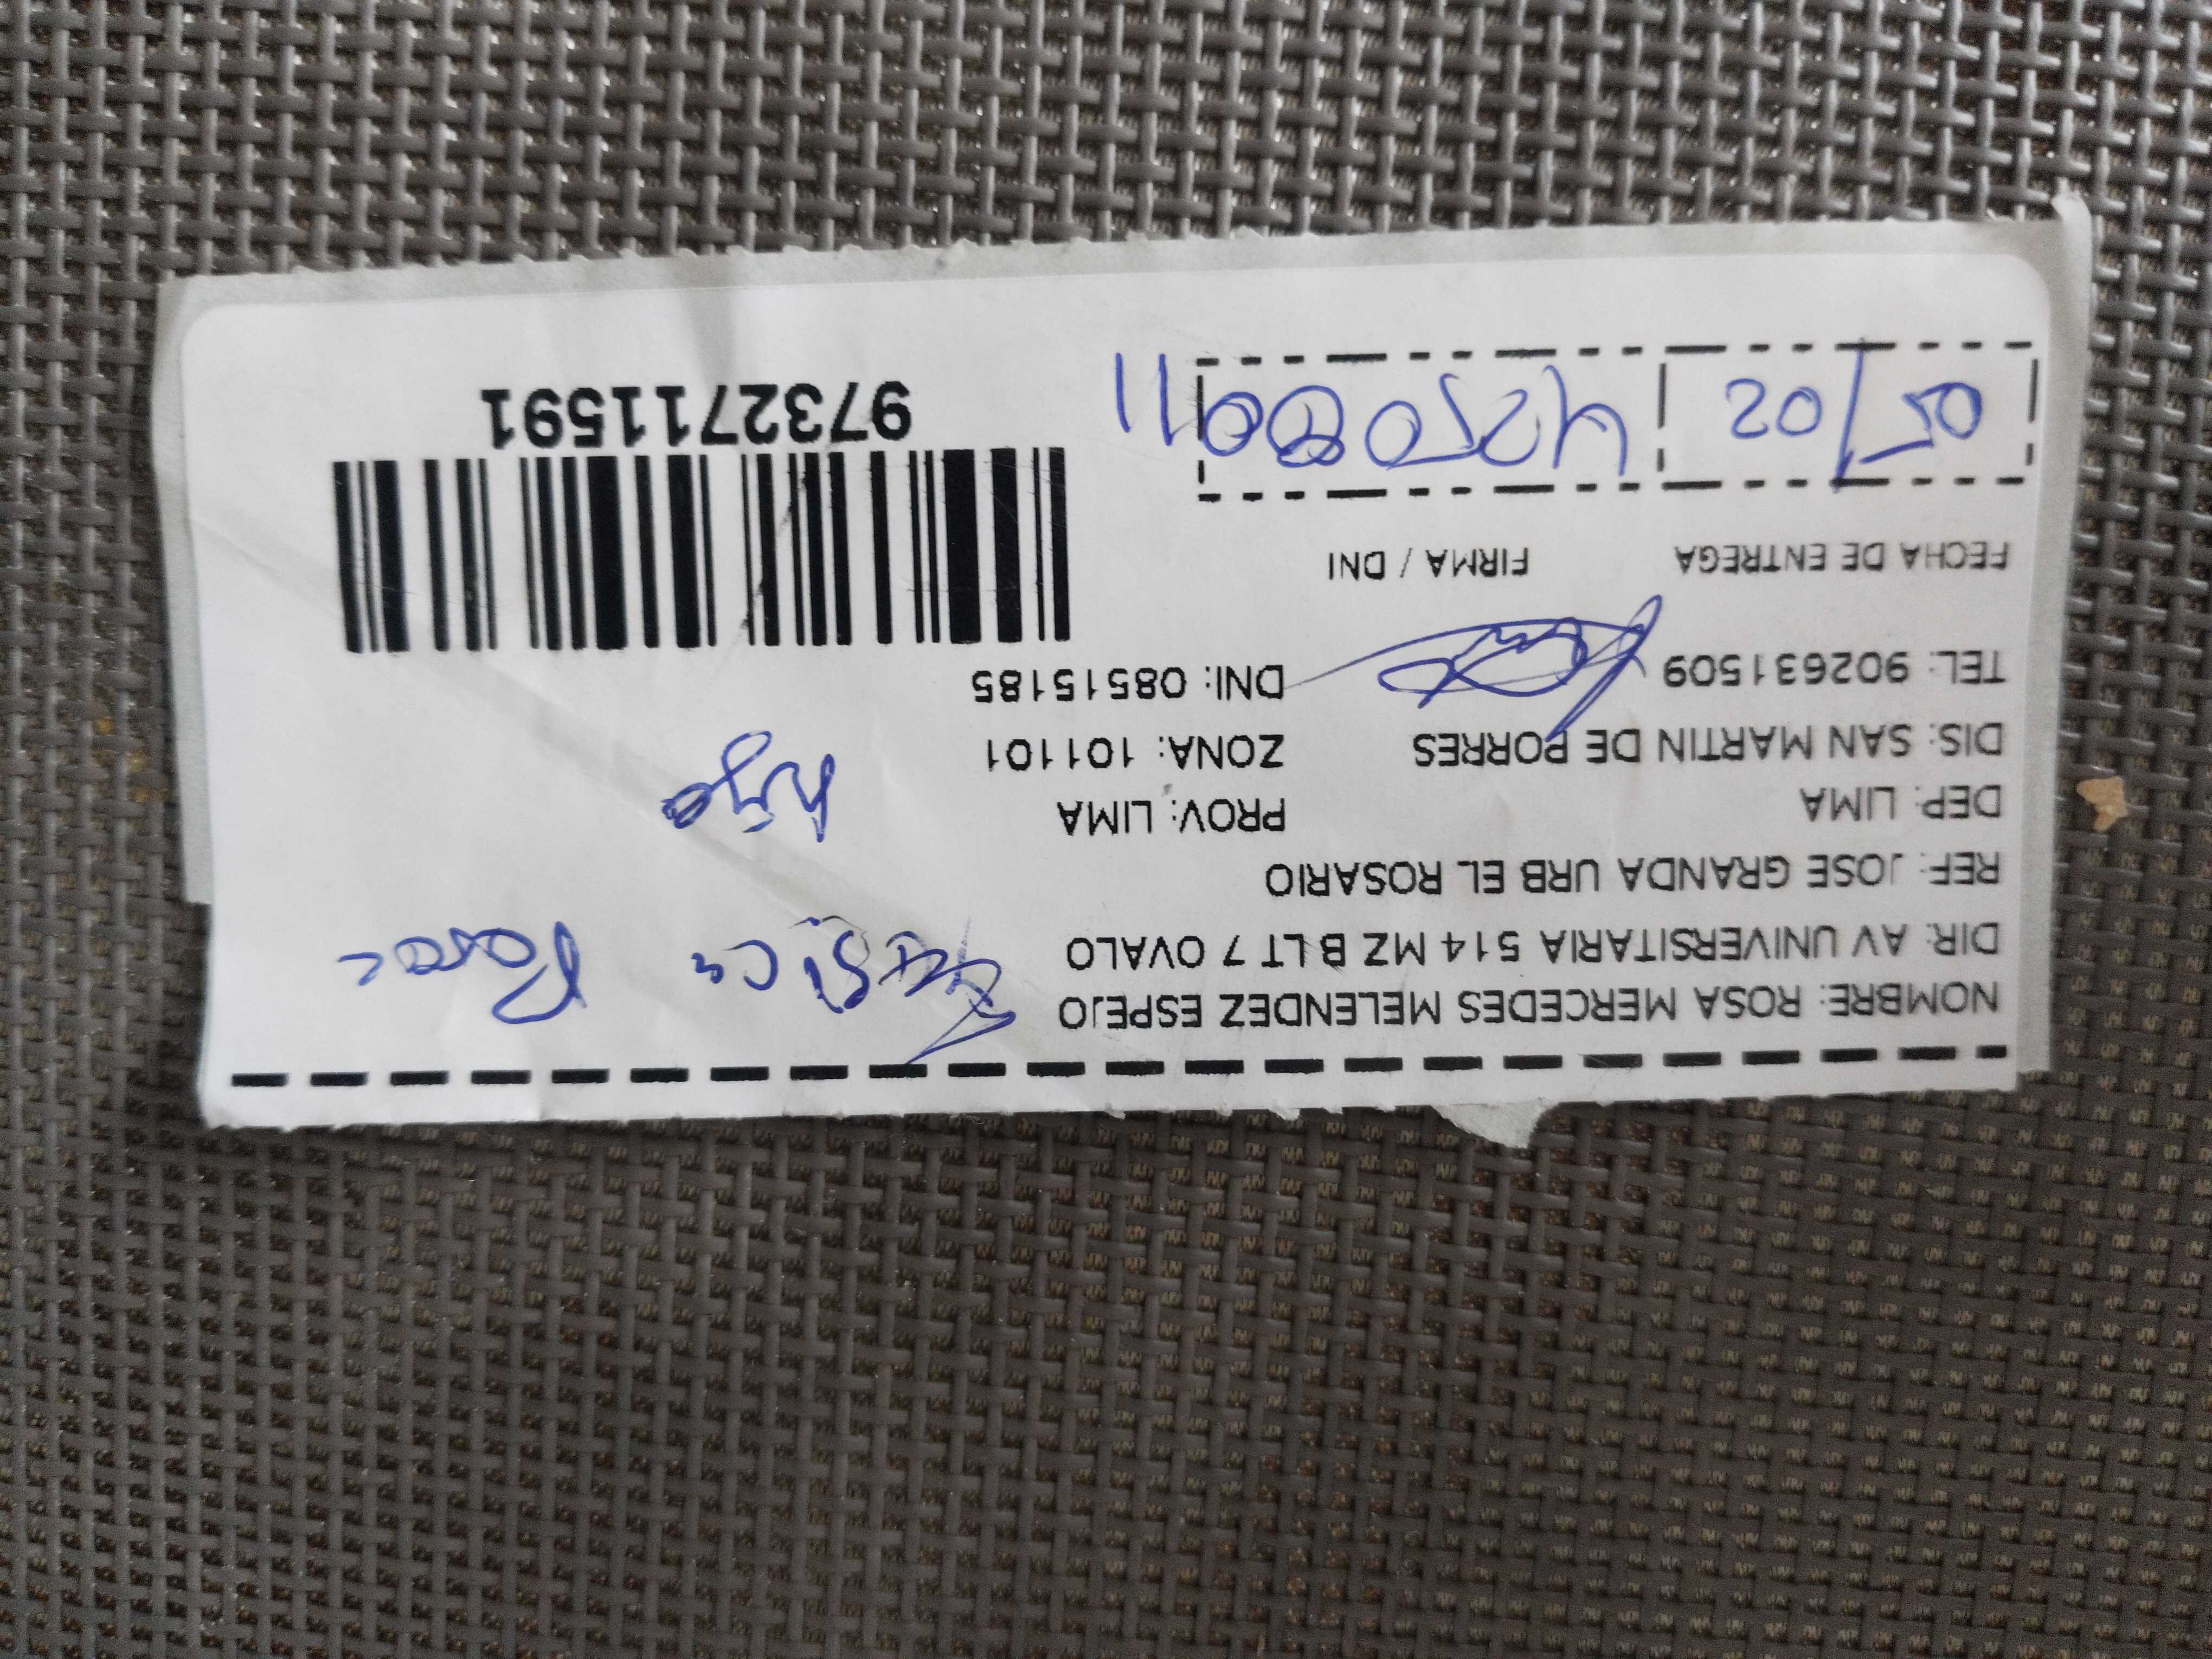 NOMBRE: ROSA MERCEDES MELENDEZ ESPEJO
DIR: AV UNIVERSITARIA 514 MZ B LT 7 OVALO
REF: JOSE GRANDA URB EL ROSARIO
DEP: LIMA PROV: LIMA
hija
DIS: SAN MARTIN DE PORRES ZONA: 101101
TEL: 902631509 DNI: 08515185
FECHA DE ENTREGA FIRMA / DNI
05/02
9732711591